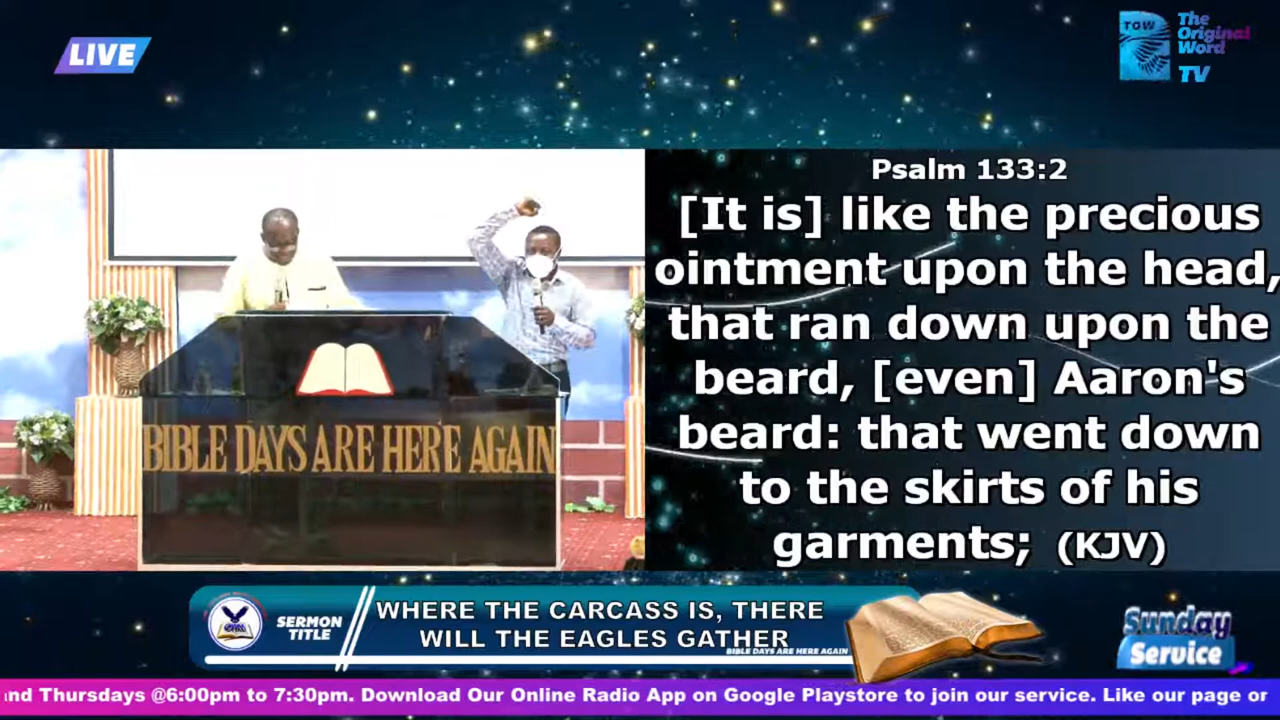 LIVE
TOW
The
Original
Word
TV
Psalm 133:2
[It is] like the precious
ointment upon the head,
that ran down upon the
beard, [even] Aaron's
beard: that went down
to the skirts of his
garments; (KJV)
BIBLE DAYS ARE HERE AGAIN
SERMON
TITLE
WHERE THE CARCASS IS, THERE
WILL THE EAGLES GATHER
BIBLE DAYS ARE HERE AGAIN
Sunday
Service
nd Thursdays @6:00pm to 7:30pm. Download Our Online Radio App on Google Playstore to join our service. Like our page or